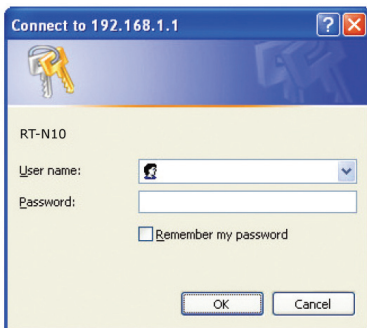 Connect to 192.168.1.1
RT-N10
User name:
Password:
Remember my password
OK
Cancel